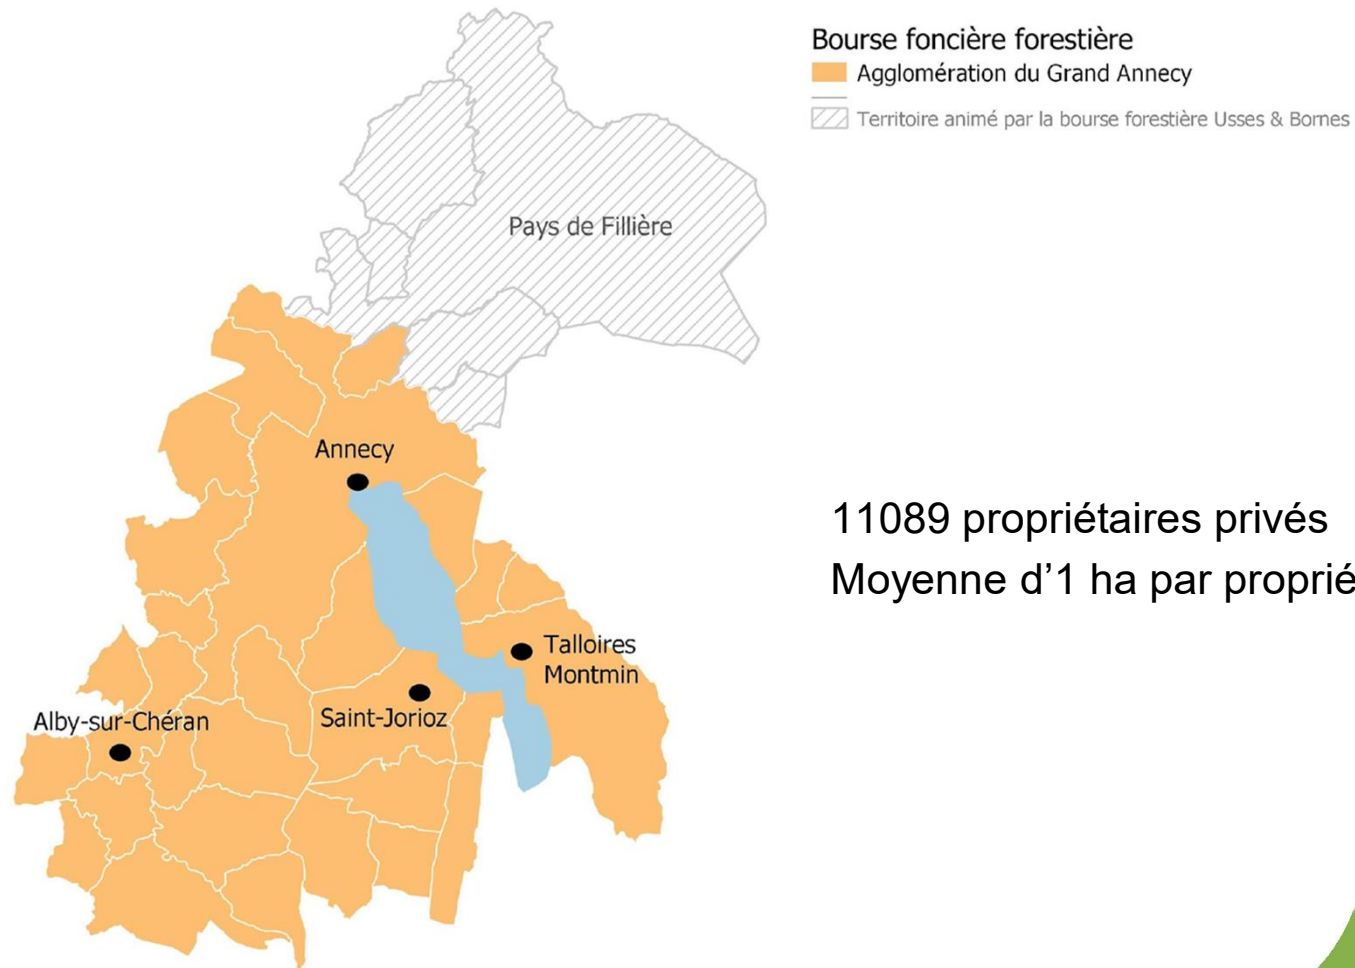 Bourse foncière forestière
Agglomération du Grand Annecy
Territoire animé par la bourse forestière Usses & Bornes
Pays de Fillière
Annecy
11089 propriétaires privés
Moyenne d’1 ha par proprié
Talloires
Montmin
Saint-Jorioz
Alby-sur-Chéran